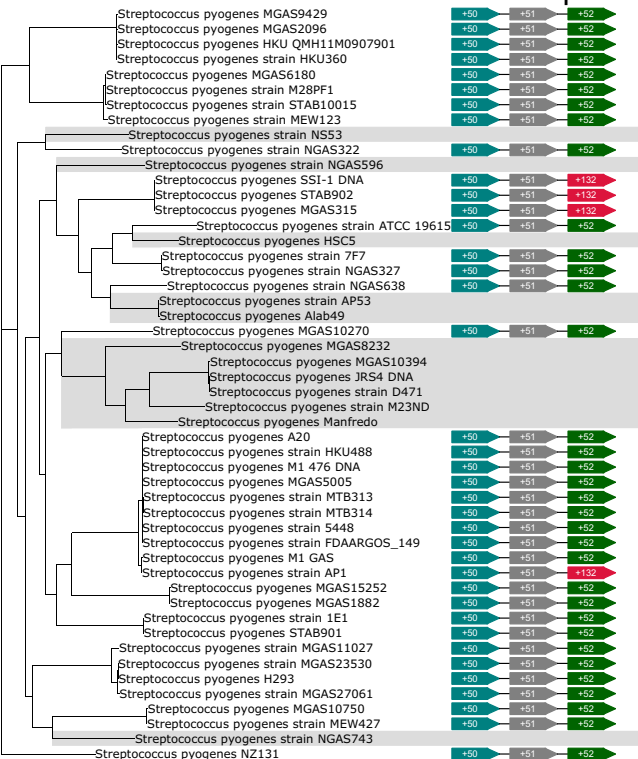 Streptococcus pyogenes MGAS9429 +50 +51 +52
Streptococcus pyogenes MGAS2096 +50 +51 +52
Streptococcus pyogenes HKU QMH11M0907901 +50 +51 +52
Streptococcus pyogenes strain HKU360 +50 +51 +52
Streptococcus pyogenes MGAS6180 +50 +51 +52
Streptococcus pyogenes strain M28PF1 +50 +51 +52
Streptococcus pyogenes strain STAB10015 +50 +51 +52
Streptococcus pyogenes strain MEW123 +50 +51 +52
Streptococcus pyogenes strain NS53
Streptococcus pyogenes strain NGAS322 +50 +51 +52
Streptococcus pyogenes strain NGAS596
Streptococcus pyogenes SSI-1 DNA +50 +51 +132
Streptococcus pyogenes STAB902 +50 +51 +132
Streptococcus pyogenes MGAS315 +50 +51 +132
Streptococcus pyogenes strain ATCC 19615 +50 +51 +52
Streptococcus pyogenes HSC5
Streptococcus pyogenes strain 7F7 +50 +51 +52
Streptococcus pyogenes strain NGAS327 +50 +51 +52
Streptococcus pyogenes NGAS638 +50 +51 +52
Streptococcus pyogenes strain AP53
Streptococcus pyogenes Alab49
Streptococcus pyogenes MGAS10270 +50 +51 +52
Streptococcus pyogenes MGAS8232
Streptococcus pyogenes MGAS10394
Streptococcus pyogenes JRS4 DNA
Streptococcus pyogenes strain D471
Streptococcus pyogenes strain M23ND
Streptococcus pyogenes Manfredo
Streptococcus pyogenes A20 +50 +51 +52
Streptococcus pyogenes strain HKU488 +50 +51 +52
Streptococcus pyogenes M1 476 DNA +50 +51 +52
Streptococcus pyogenes MGAS5005 +50 +51 +52
Streptococcus pyogenes strain MTB313 +50 +51 +52
Streptococcus pyogenes strain MTB314 +50 +51 +52
Streptococcus pyogenes strain 5448 +50 +51 +52
Streptococcus pyogenes strain FDAARGOS_149 +50 +51 +52
Streptococcus pyogenes M1 GAS +50 +51 +52
Streptococcus pyogenes strain AP1 +50 +51 +132
Streptococcus pyogenes MGAS15252 +50 +51 +52
Streptococcus pyogenes MGAS1882 +50 +51 +52
Streptococcus pyogenes strain 1E1 +50 +51 +52
Streptococcus pyogenes STAB901 +50 +51 +52
Streptococcus pyogenes strain MGAS11027 +50 +51 +52
Streptococcus pyogenes strain MGAS23530 +50 +51 +52
Streptococcus pyogenes H293 +50 +51 +52
Streptococcus pyogenes strain MGAS27061 +50 +51 +52
Streptococcus pyogenes MGAS10750 +50 +51 +52
Streptococcus pyogenes strain MEW427 +50 +51 +52
Streptococcus pyogenes strain NGAS743
Streptococcus pyogenes NZ131 +50 +51 +52